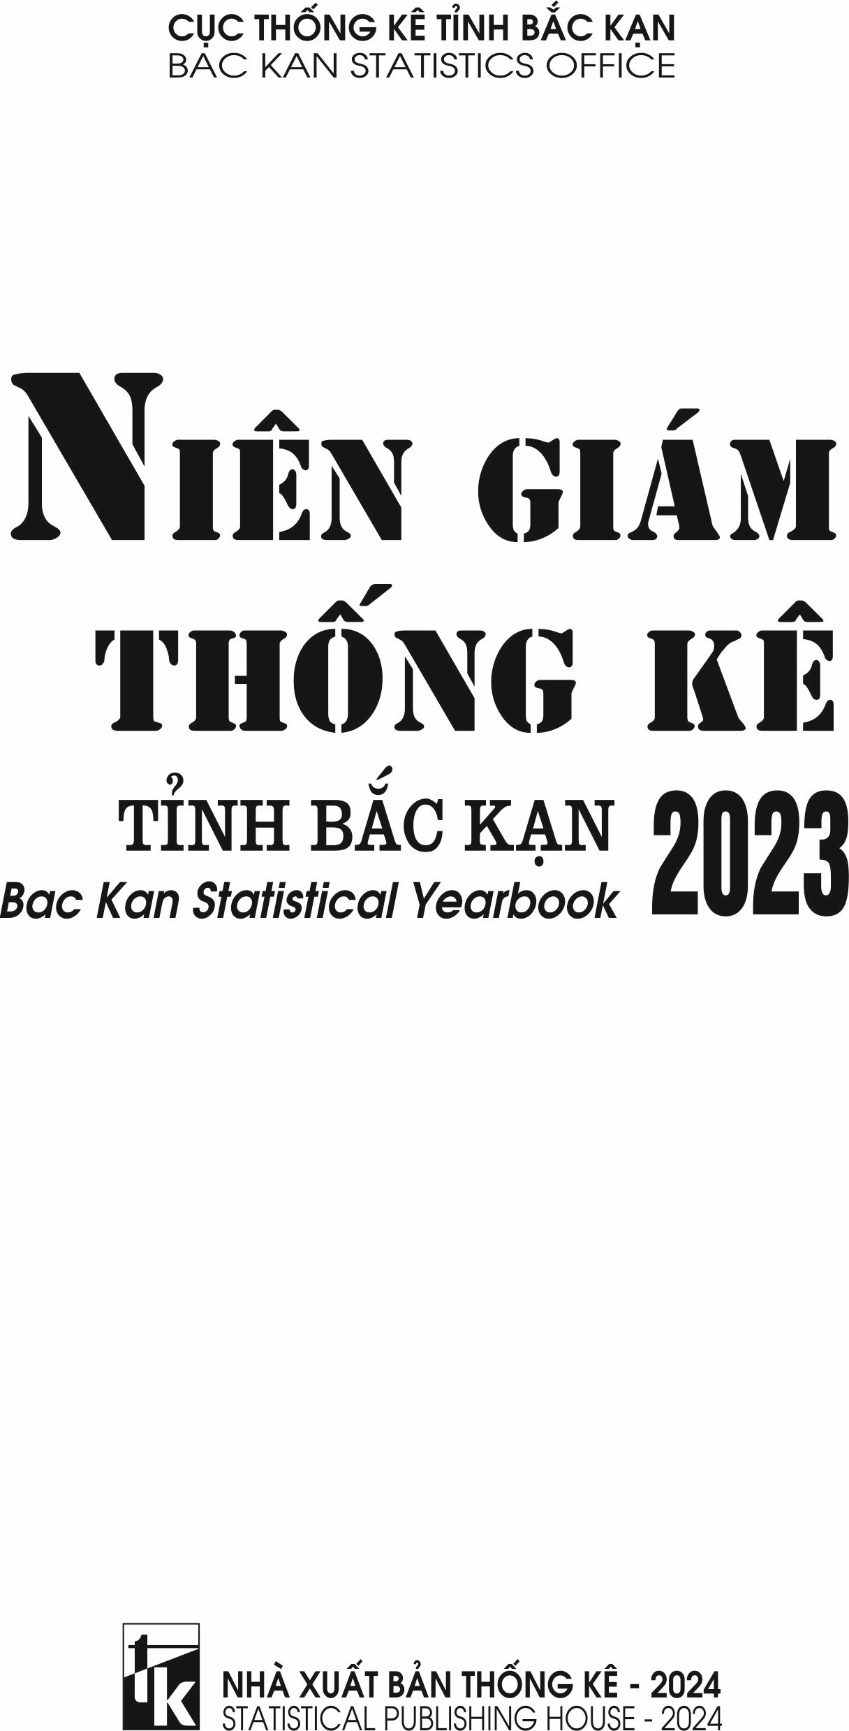 CỤC THỐNG KÊ TỈNH BẮC KẠN
BAC KAN STATISTICS OFFICE
NIÊN GIÁM
THỐNG KÊ
TỈNH BẮC KẠN 2023
Bac Kan Statistical Yearbook
tk
NHÀ XUẤT BẢN THỐNG KÊ - 2024
STATISTICAL PUBLISHING HOUSE - 2024